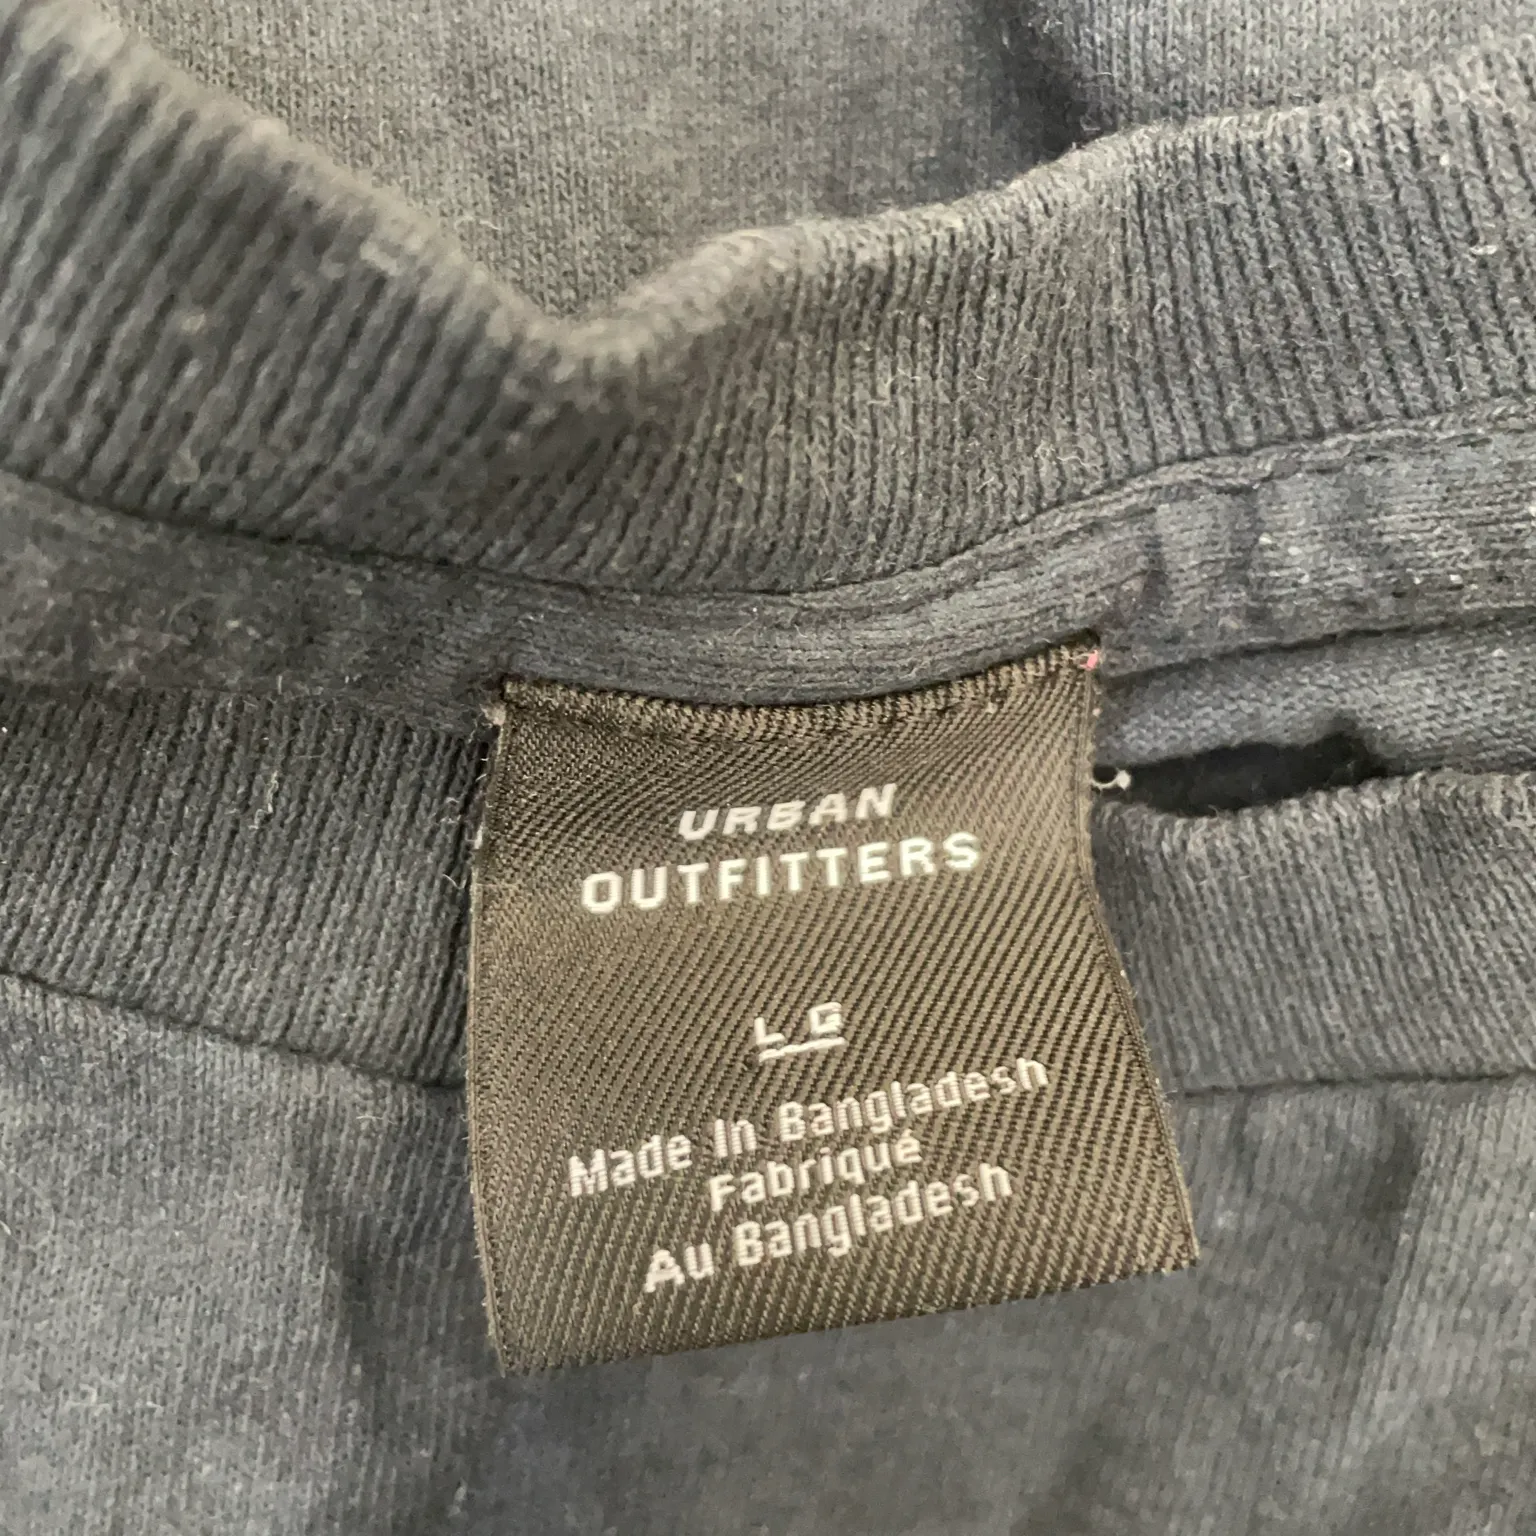 URBAN
OUTFITTERS
LG
Made In Bangladesh
Fabriqué
Au Bangladesh